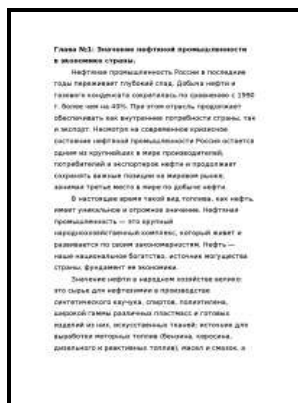 Глава №1: Значение нефтяной промышленности
в экономике страны.
Нефтяная промышленность России в последние
годы переживает глубокий спад. Добыча нефти и
газового конденсата сократилась по сравнению с 1990
г. более чем на 40%. При этом отрасль продолжает
обеспечивать как внутренние потребности страны, так
и экспорт. Несмотря на современное кризисное
состояние нефтяной промышленности Россия остается
одним из крупнейших в мире производителей,
потребителей и экспортеров нефти и продолжает
сохранять важные позиции на мировом рынке,
занимая третье место в мире по добыче нефти.
В настоящее время такой вид топлива, как нефть,
имеет уникальное и огромное значение. Нефтяная
промышленность — это крупный
народнохозяйственный комплекс, который живет и
развивается по своим закономерностям. Нефть —
наше национальное богатство, источник могущества
страны, фундамент ее экономики.
Значение нефти в народном хозяйстве велико:
это сырье для нефтехимии в производстве
синтетического каучука, спиртов, полиэтилена,
широкой гаммы различных пластмасс и готовых
изделий из них, искусственных тканей; источник для
выработки моторных топлив (бензина, керосина,
дизельного и реактивных топлив), масел и смазок, а